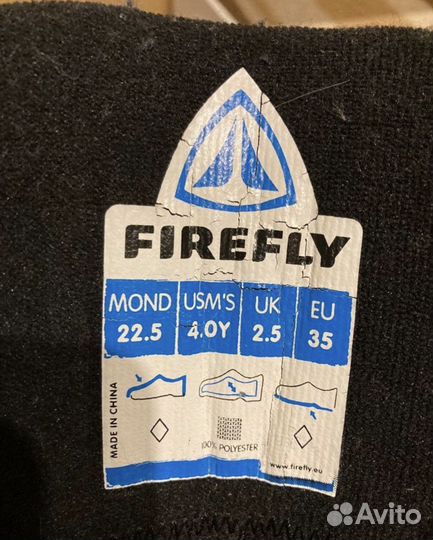 FIREFLY
MOND USM'S UK EU
22.5 4.0Y 2.5 35
MADE IN CHINA
100% POLYESTER
www.firefly.eu
Avito